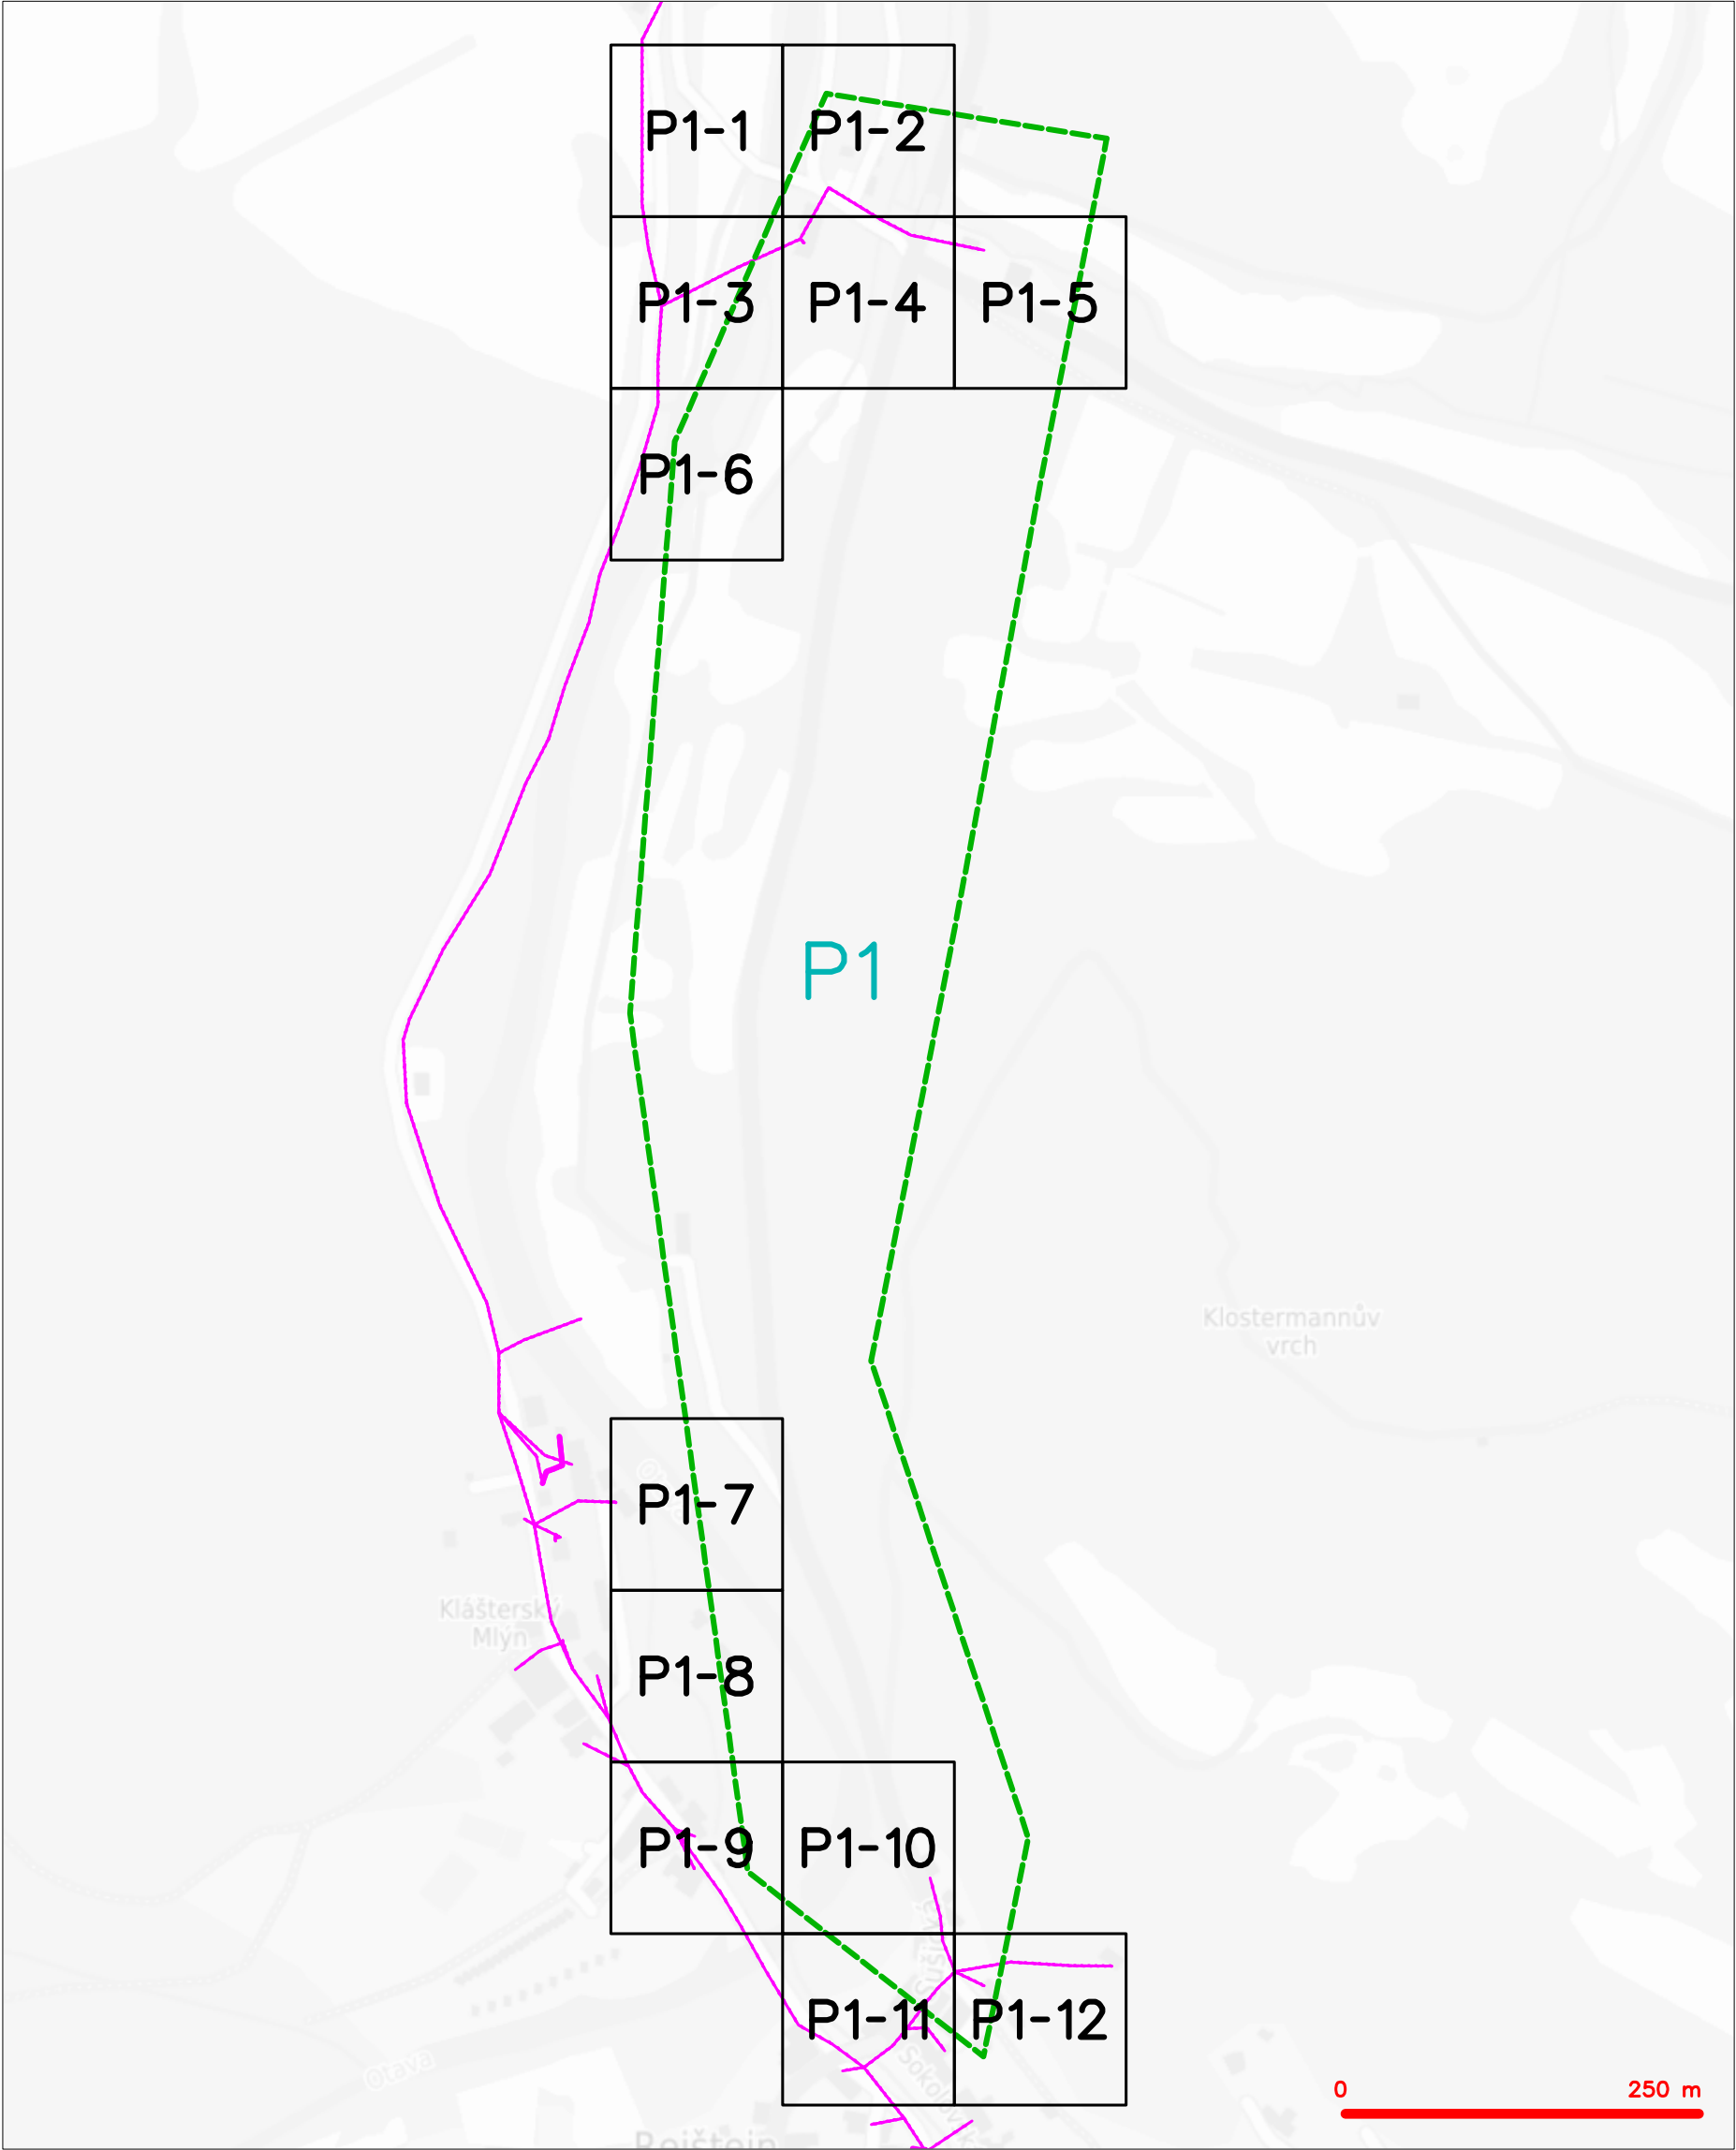 P1-1
P1-2
P1-3
P1-4
P1-5
P1-6
P1
Klostermannův
vrch
P1-7
Klášterský
Mlýn
P1-8
P1-9
P1-10
P1-11
P1-12
Otava
0
250 m
Rejštejn